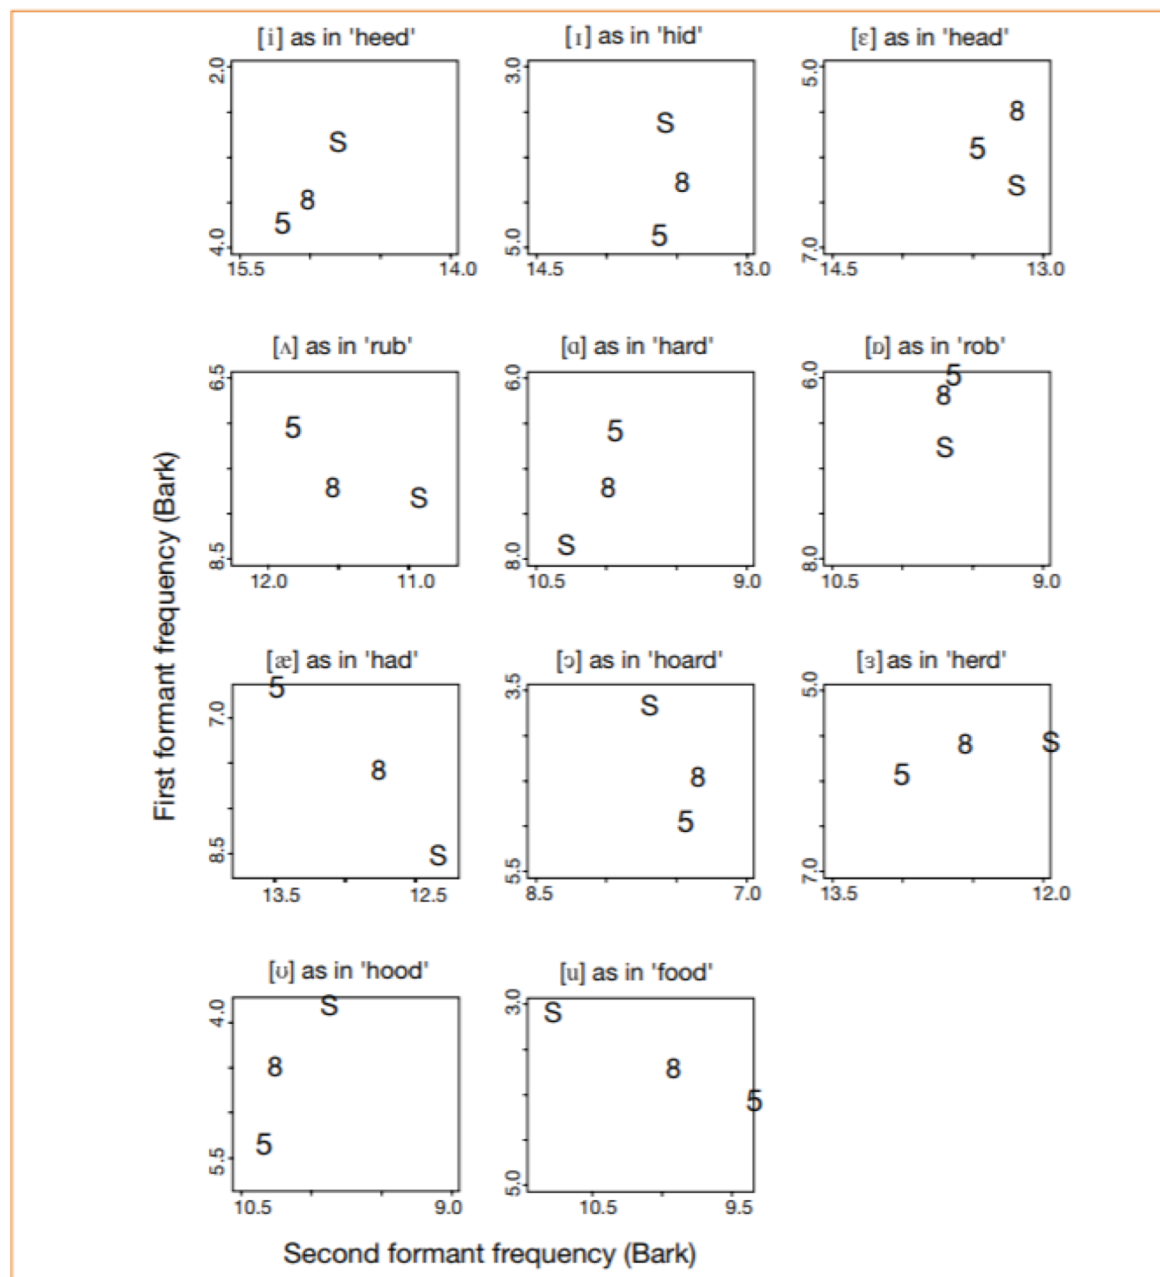 [i] as in 'heed'
2.0
4.0
S
8
5
15.5 14.0
[ɪ] as in 'hid'
3.0
5.0
S
8
5
14.5 13.0
[ɛ] as in 'head'
5.0
7.0
8
5
S
14.5 13.0
[ʌ] as in 'rub'
6.5
8.5
5
8
S
12.0 11.0
[ɑ] as in 'hard'
6.0
8.0
5
8
S
10.5 9.0
[ɒ] as in 'rob'
6.0
8.0
5
8
S
10.5 9.0
[æ] as in 'had'
7.0
8.5
5
8
S
13.5 12.5
[ɔ] as in 'hoard'
3.5
5.5
S
8
5
8.5 7.0
[ɜ] as in 'herd'
5.0
7.0
8
S
5
13.5 12.0
[ʊ] as in 'hood'
4.0
5.5
S
8
5
10.5 9.0
[u] as in 'food'
3.0
5.0
S
8
5
10.5 9.5
First formant frequency (Bark)
Second formant frequency (Bark)